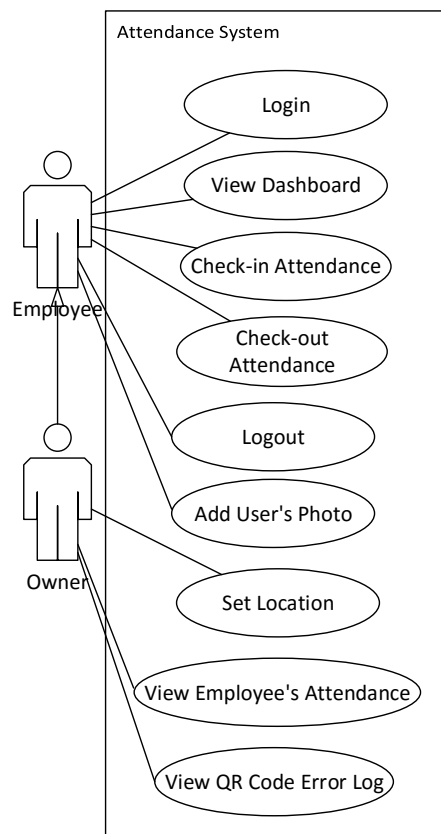 Attendance System
Login
View Dashboard
Check-in Attendance
Employee
Check-out
Attendance
Logout
Add User's Photo
Owner
Set Location
View Employee's Attendance
View QR Code Error Log